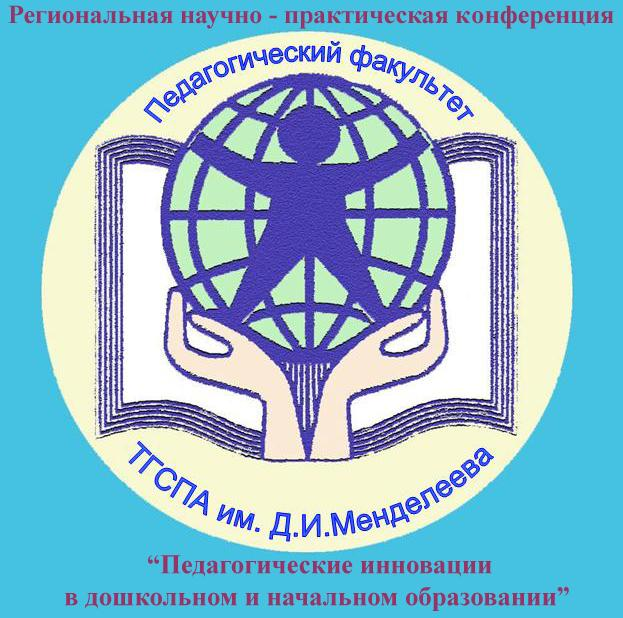 Региональная научно - практическая конференция
Педагогический факультет
ТГСПА им. Д.И.Менделеева
“Педагогические инновации
в дошкольном и начальном образовании”